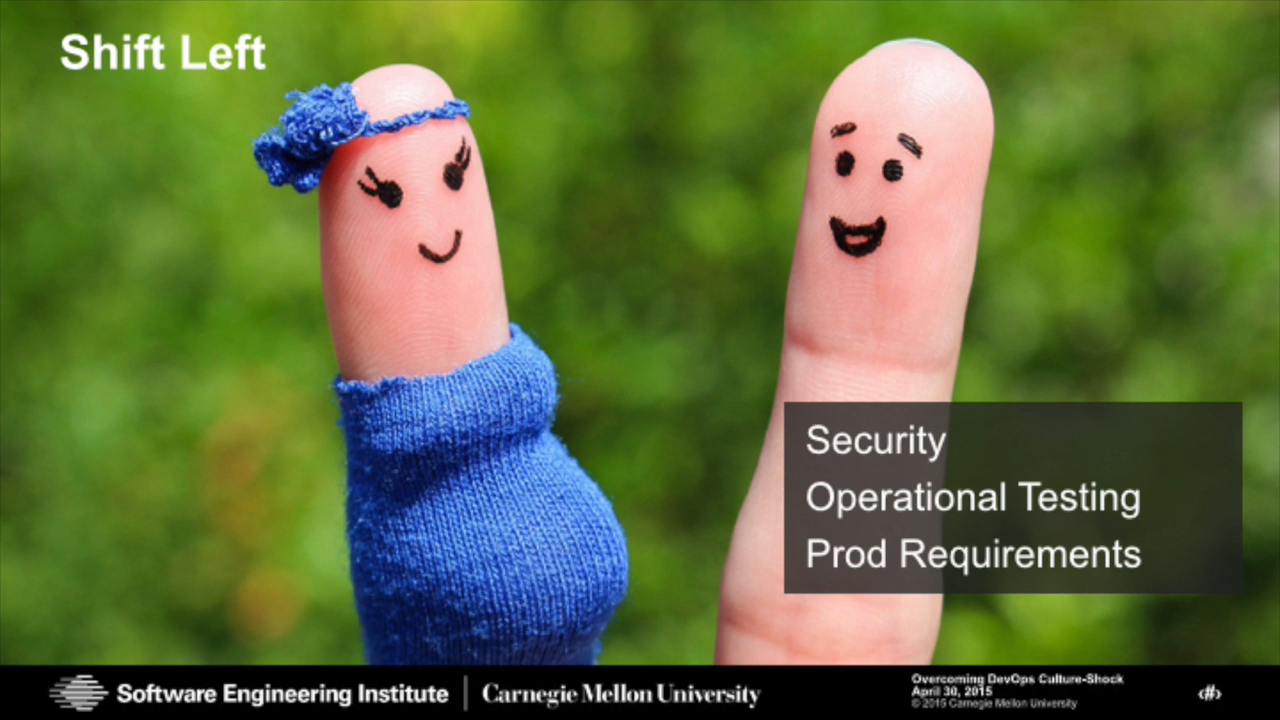 Shift Left
Security
Operational Testing
Prod Requirements
Software Engineering Institute
Carnegie Mellon University
Overcoming DevOps Culture-Shock
April 30, 2015
© 2015 Carnegie Mellon University
‹#›